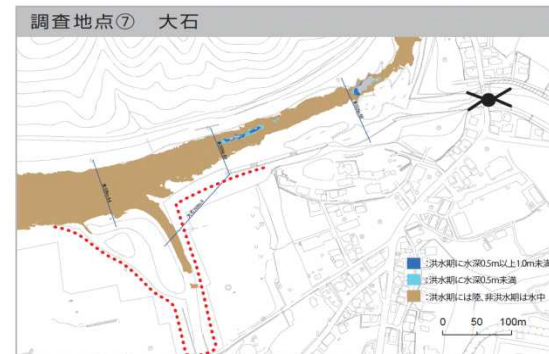 調査地点⑦ 大石
:洪水期に水深0.5m以上1.0m未満
:洪水期に水深0.5m未満
:洪水期には陸、非洪水期は水中
0 50 100m